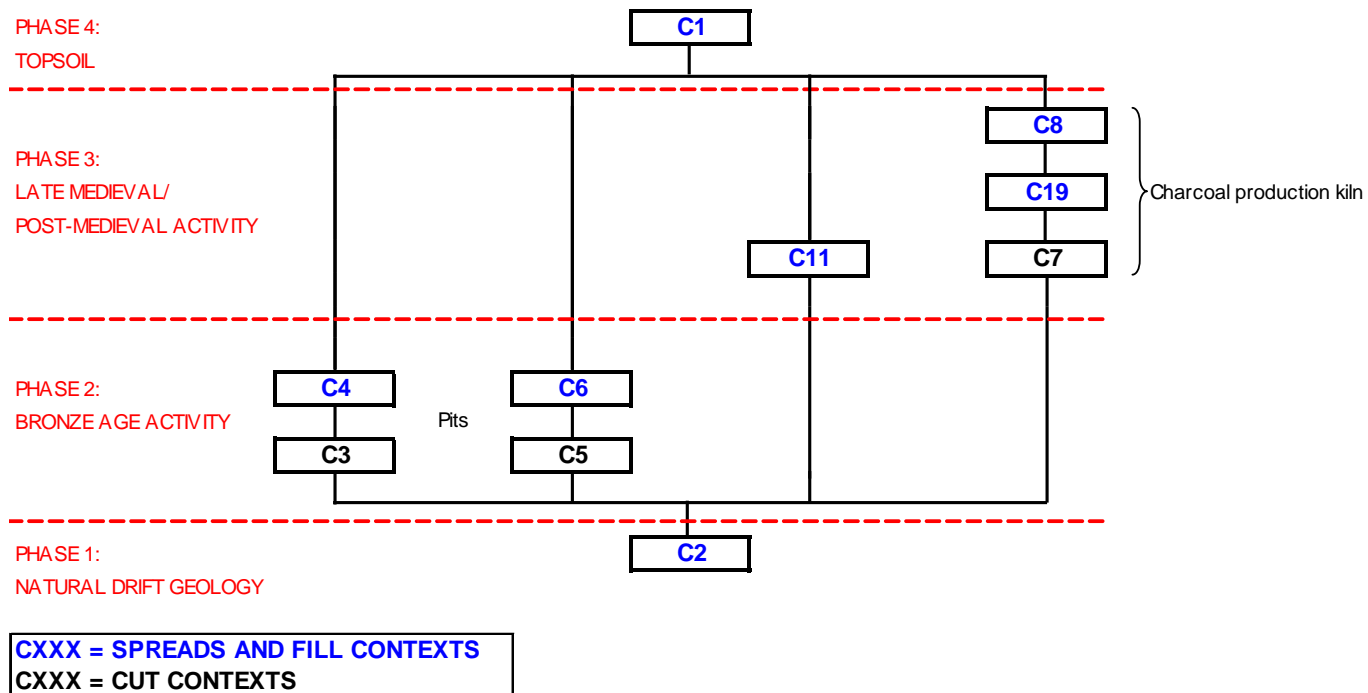 PHASE 4:
TOPSOIL
C1
PHASE 3:
LATE MEDIEVAL/
POST-MEDIEVAL ACTIVITY
C8
C19
C11
C7
Charcoal production kiln
PHASE 2:
BRONZE AGE ACTIVITY
C4
C6
Pits
C3
C5
PHASE 1:
NATURAL DRIFT GEOLOGY
C2
CXXX = SPREADS AND FILL CONTEXTS
CXXX = CUT CONTEXTS